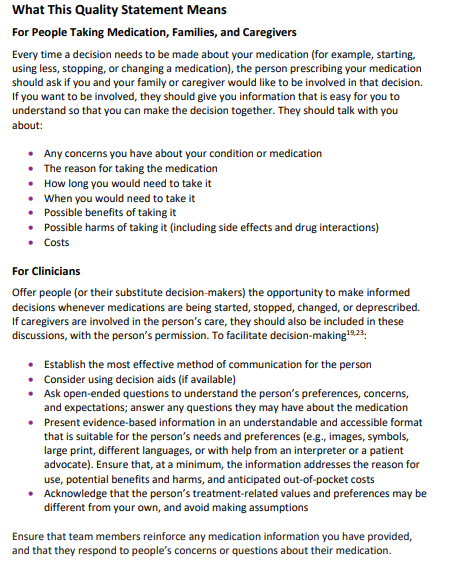 What This Quality Statement Means
For People Taking Medication, Families, and Caregivers
Every time a decision needs to be made about your medication (for example, starting,
using less, stopping, or changing a medication), the person prescribing your medication
should ask if you and your family or caregiver would like to be involved in that decision.
If you want to be involved, they should give you information that is easy for you to
understand so that you can make the decision together. They should talk with you
about:
• Any concerns you have about your condition or medication
• The reason for taking the medication
• How long you would need to take it
• When you would need to take it
• Possible benefits of taking it
• Possible harms of taking it (including side effects and drug interactions)
• Costs
For Clinicians
Offer people (or their substitute decision-makers) the opportunity to make informed
decisions whenever medications are being started, stopped, changed, or deprescribed.
If caregivers are involved in the person's care, they should also be included in these
discussions, with the person's permission. To facilitate decision-making19,23:
• Establish the most effective method of communication for the person
• Consider using decision aids (if available)
• Ask open-ended questions to understand the person's preferences, concerns,
and expectations; answer any questions they may have about the medication
• Present evidence-based information in an understandable and accessible format
that is suitable for the person's needs and preferences (e.g., images, symbols,
large print, different languages, or with help from an interpreter or a patient
advocate). Ensure that, at a minimum, the information addresses the reason for
use, potential benefits and harms, and anticipated out-of-pocket costs
• Acknowledge that the person's treatment-related values and preferences may be
different from your own, and avoid making assumptions
Ensure that team members reinforce any medication information you have provided,
and that they respond to people's concerns or questions about their medication.